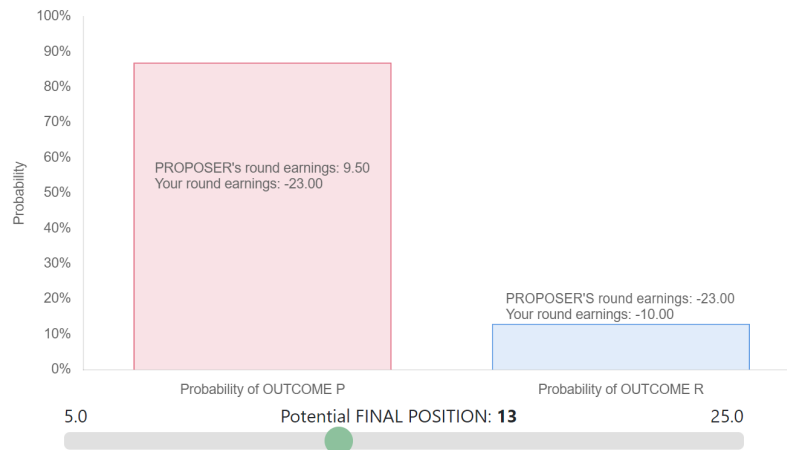 100%
90%
80%
70%
60%
50%
40%
30%
20%
10%
0%
Probability
PROPOSER's round earnings: 9.50
Your round earnings: -23.00
PROPOSER'S round earnings: -23.00
Your round earnings: -10.00
Probability of OUTCOME P
Probability of OUTCOME R
5.0
Potential FINAL POSITION: 13
25.0